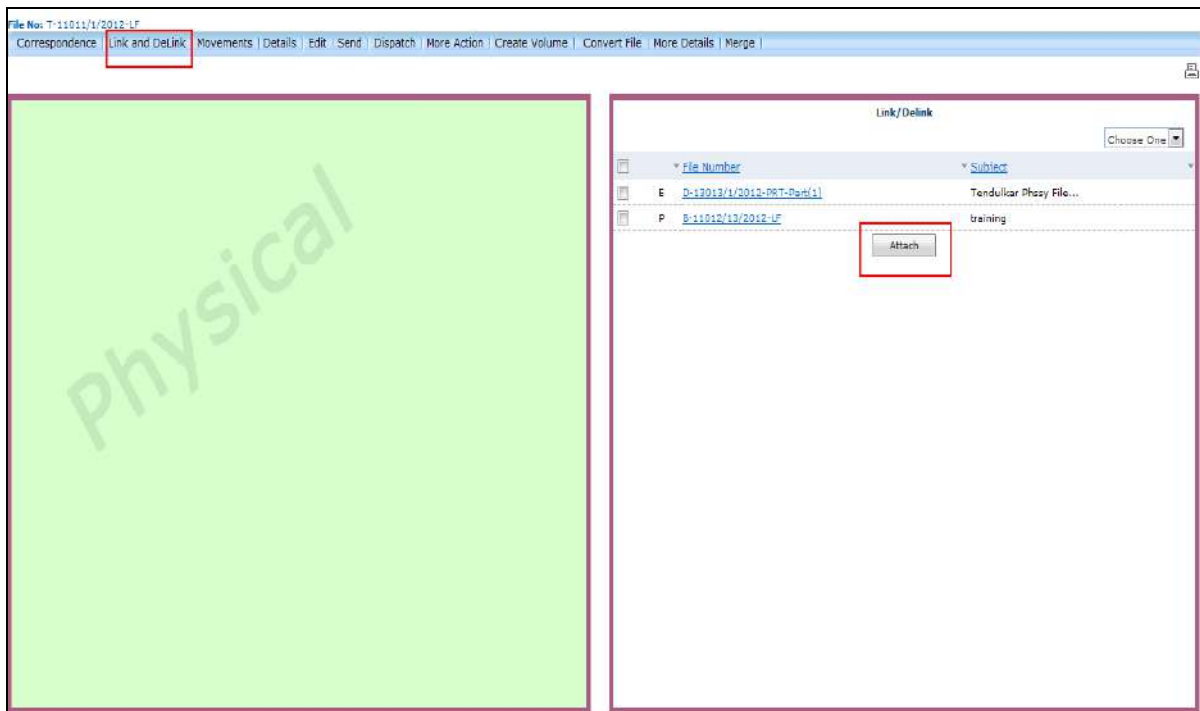 File No: T-11011/1/2012-LF
Correspondence | Link and DeLink | Movements | Details | Edit | Send | Dispatch | More Action | Create Volume | Convert File | More Details | Merge |
Physical
Link/Delink
Choose One
File Number Subject
E D-13013/1/2012-PRT-Part(1) Tendulkar Phssy File...
P B-11012/13/2012-LF training
Attach